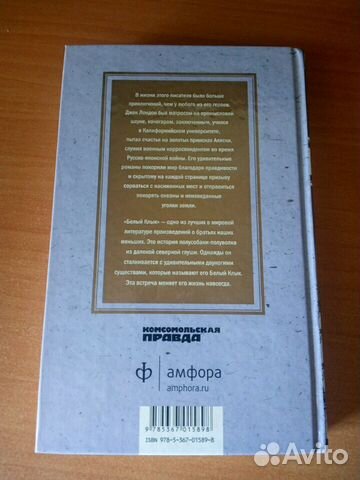 В жизни этого писателя было больше
приключений, чем у любого из его героев.
Джек Лондон был матросом на промысловой
шхуне, кочегаром, заключенным, учился
в Калифорнийском университете,
пытал счастья на золотых приисках Аляски,
служил военным корреспондентом во время
Русско-японской войны. Его удивительные
романы покорили мир благодаря правдивости
и скрытому на каждой странице призыву
сорваться с насиженных мест и отправиться
покорять океаны и неизведанные
уголки земли.
«Белый Клык» — одно из лучших в мировой
литературе произведений о братьях наших
меньших. Это история полусобаки-полуволка
из далекой северной глуши. Однажды он
сталкивается с удивительными двуногими
существами, которые называют его Белый Клык.
Эта встреча меняет его жизнь навсегда.
КОМСОМОЛЬСКАЯ
ПРАВДА
ф амфора
amphora.ru
9 785367 015898
ISBN 978-5-367-01589-8
Avito